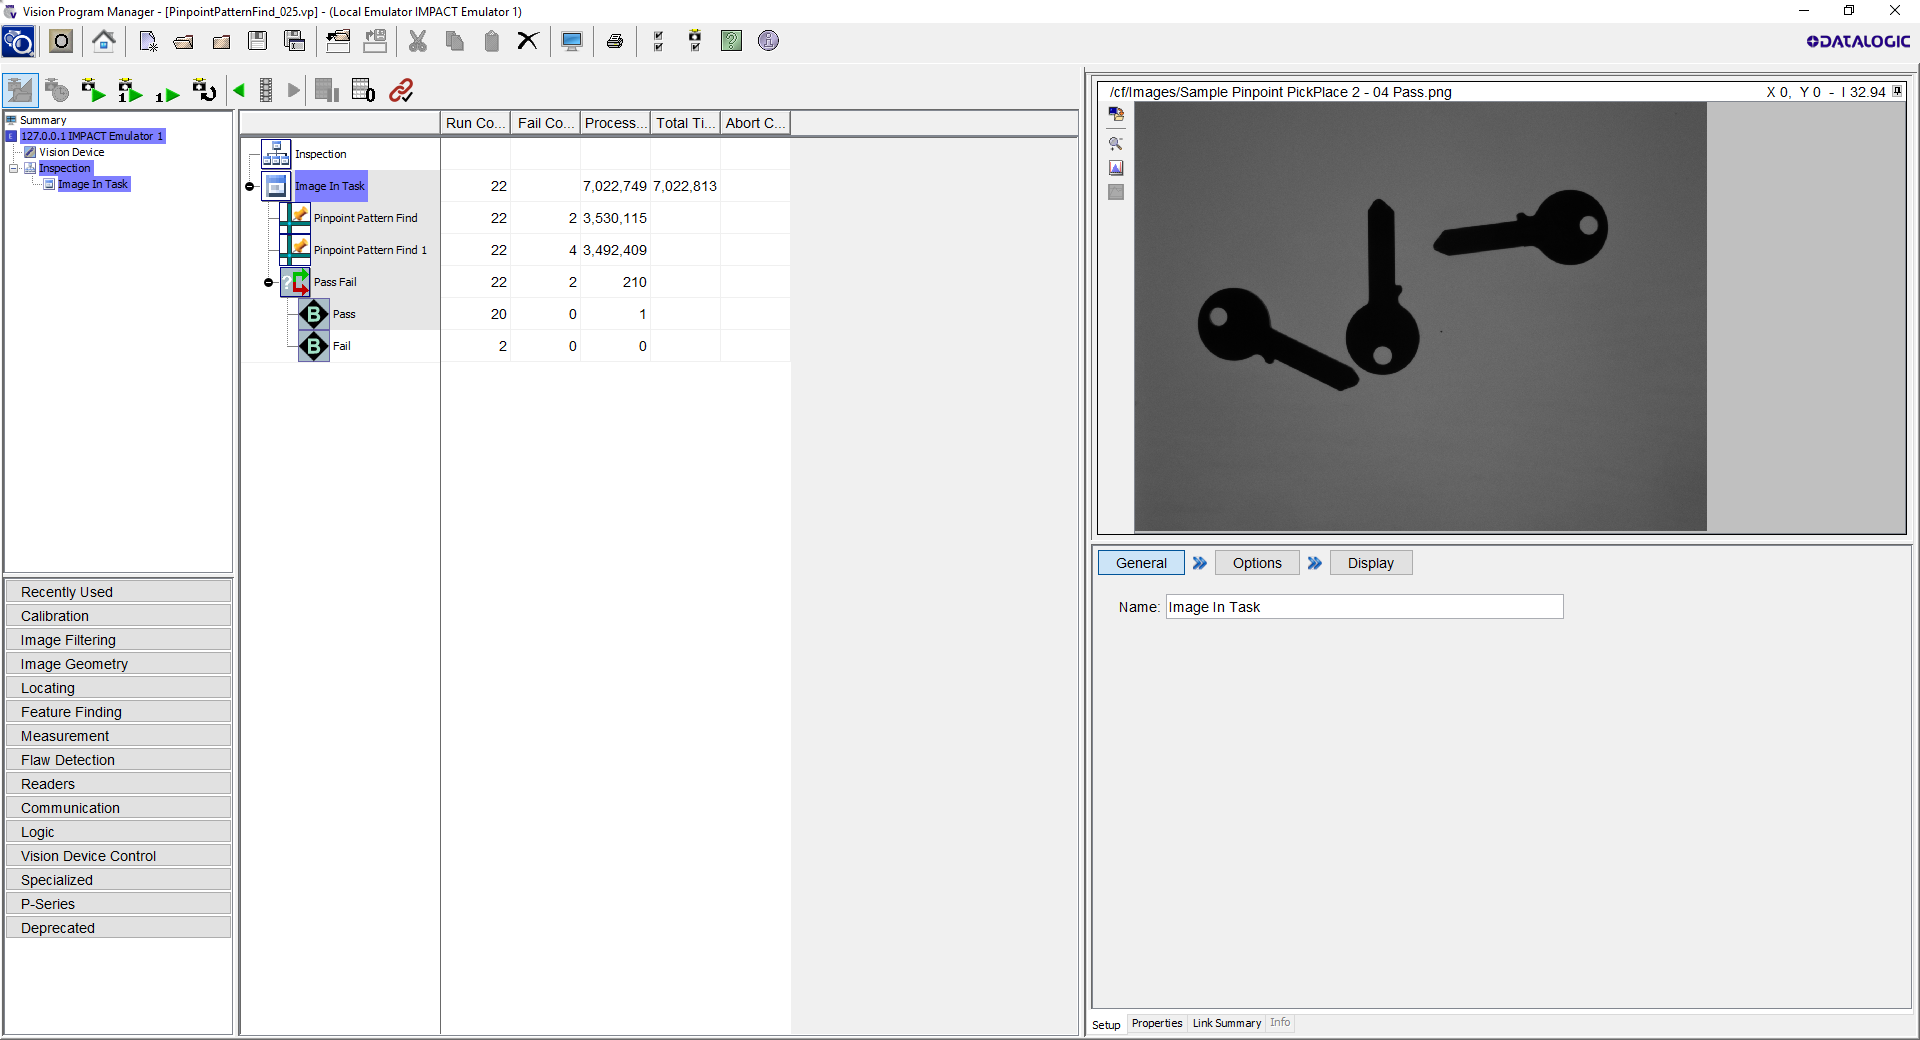 Vision Program Manager - [PinpointPatternFind_025.vp] - (Local Emulator IMPACT Emulator 1)
DATALOGIC
Summary
127.0.0.1 IMPACT Emulator 1
Vision Device
Inspection
Image In Task
Recently Used
Calibration
Image Filtering
Image Geometry
Locating
Feature Finding
Measurement
Flaw Detection
Readers
Communication
Logic
Vision Device Control
Specialized
P-Series
Deprecated
Run Co... Fail Co... Process... Total Ti... Abort C...
Inspection
Image In Task 22 7,022,749 7,022,813
Pinpoint Pattern Find 22 2 3,530,115
Pinpoint Pattern Find 1 22 4 3,492,409
Pass Fail 22 2 210
B Pass 20 0 1
B Fail 2 0 0
/cf/Images/Sample Pinpoint PickPlace 2 - 04 Pass.png X 0, Y 0 - I 32.94
General Options Display
Name: Image In Task
Setup Properties Link Summary Info